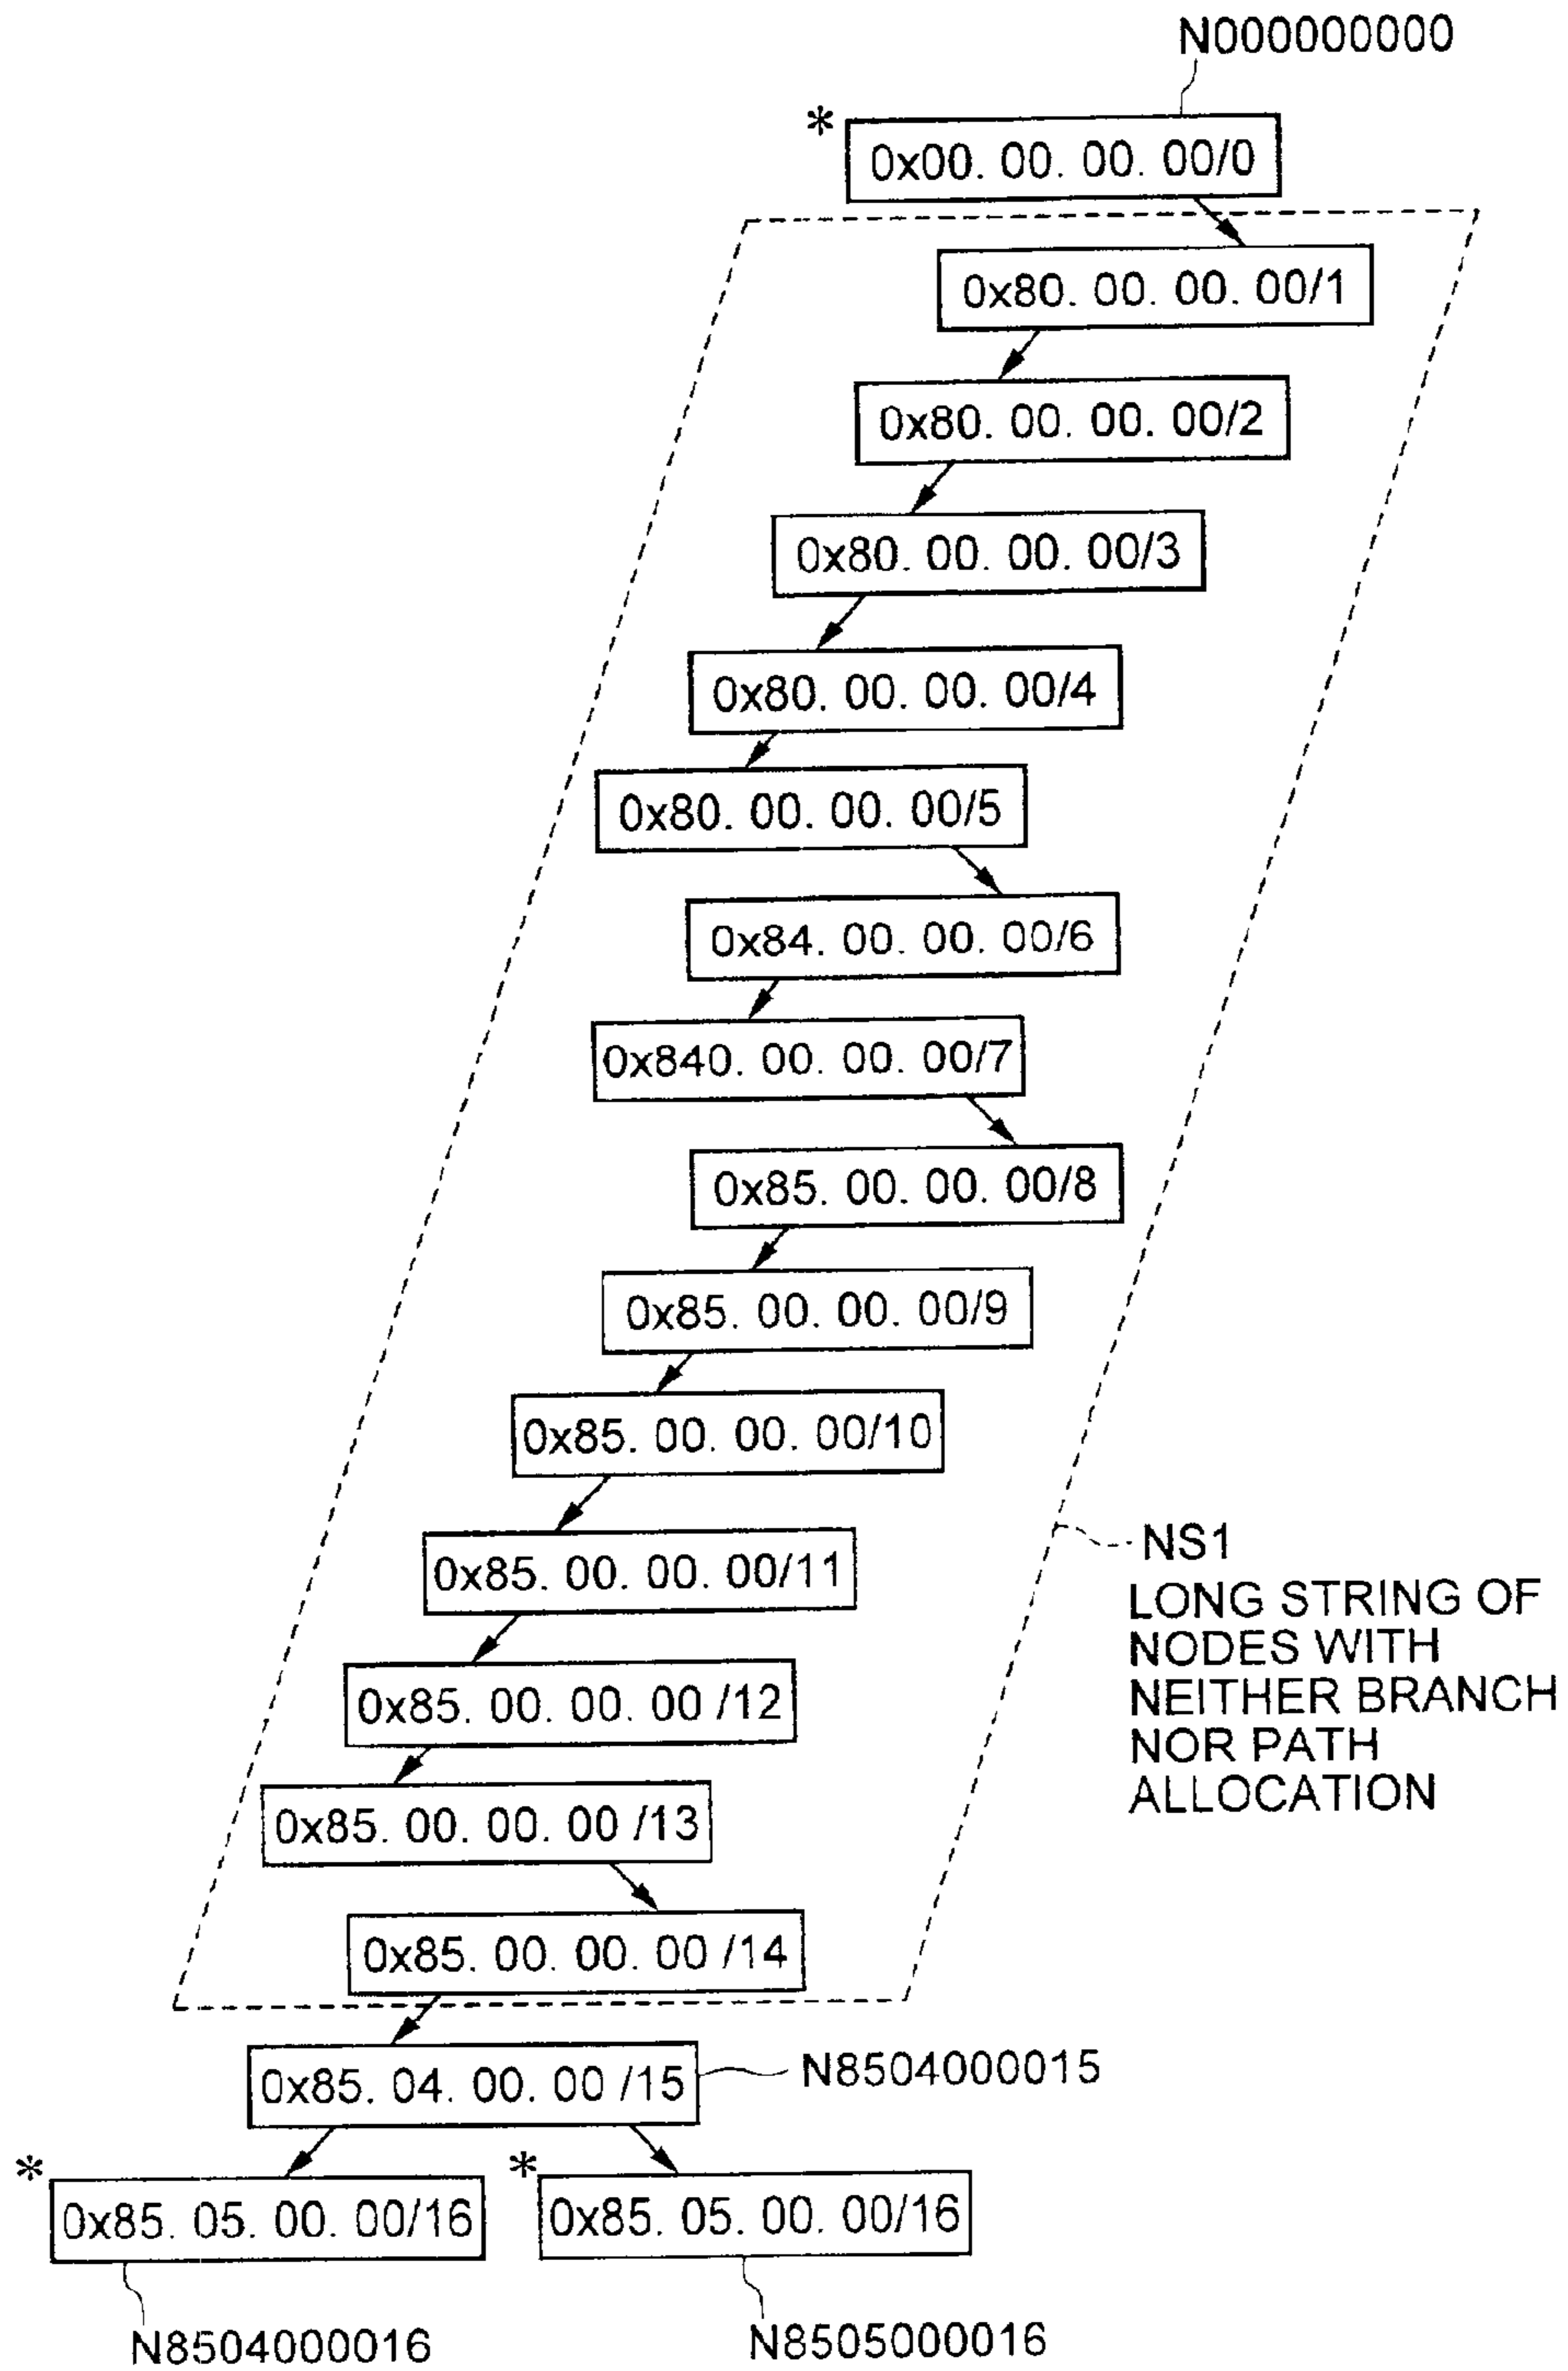 N000000000
*
0x00. 00. 00. 00/0
0x80. 00. 00. 00/1
0x80. 00. 00. 00/2
0x80. 00. 00. 00/3
0x80. 00. 00. 00/4
0x80. 00. 00. 00/5
0x84. 00. 00. 00/6
0x840. 00. 00. 00/7
0x85. 00. 00. 00/8
0x85. 00. 00. 00/9
0x85. 00. 00. 00/10
0x85. 00. 00. 00/11
NS1
LONG STRING OF
NODES WITH
NEITHER BRANCH
NOR PATH
ALLOCATION
0x85. 00. 00. 00 /12
0x85. 00. 00. 00 /13
0x85. 00. 00. 00 /14
0x85. 04. 00. 00 /15
N8504000015
*
0x85. 05. 00. 00/16
*
0x85. 05. 00. 00/16
N8504000016
N8505000016